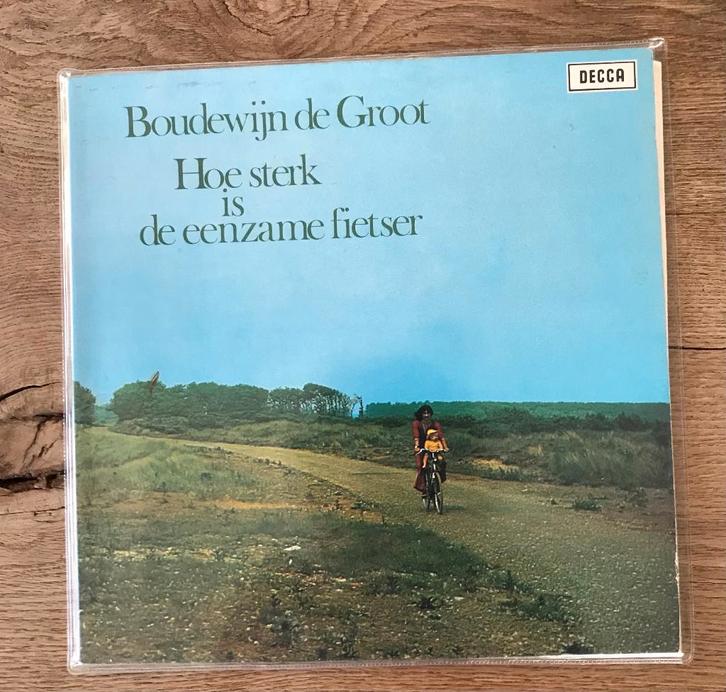 DECCA
Boudewijn de Groot
Hoe sterk
is
de eenzame fietser